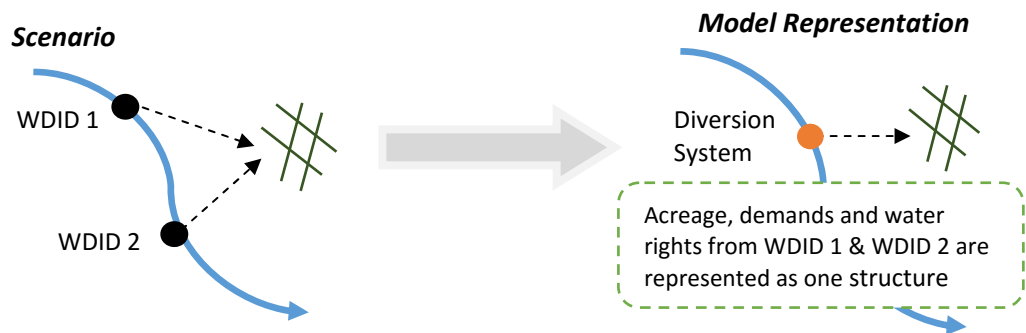 Scenario
WDID 1
WDID 2
Model Representation
Diversion
System
Acreage, demands and water
rights from WDID 1 & WDID 2 are
represented as one structure